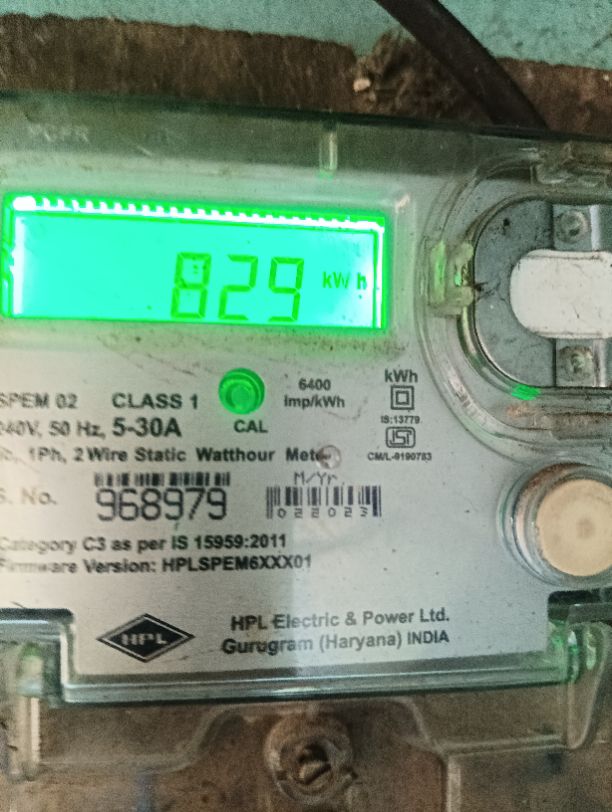 829 kW h
SPEM 02 CLASS 1
6400
imp/kWh
kWh
IS:13779
CM/L-9190783
240V, 50 Hz, 5-30A
CAL
1Ph, 2 Wire Static Watthour Meter
M/Yr.
S. No. 968979
022023
Category C3 as per IS 15959:2011
Firmware Version: HPLSPEM6XXX01
HPL
HPL Electric & Power Ltd.
Gurugram (Haryana) INDIA